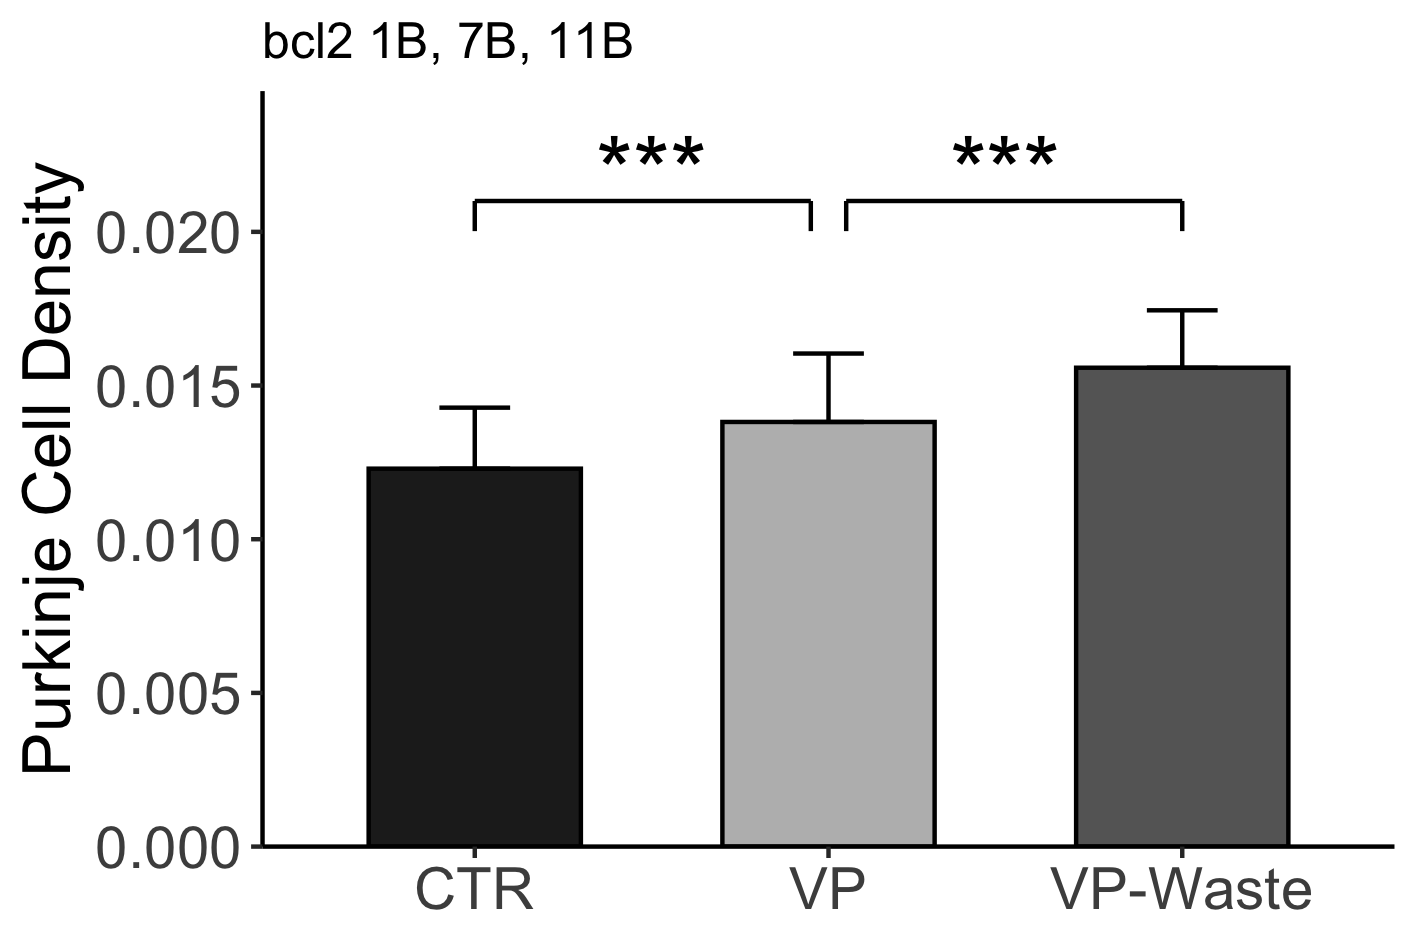 bcl2 1B, 7B, 11B
Purkinje Cell Density
0.020
0.015
0.010
0.005
0.000
*** ***
CTR VP VP-Waste